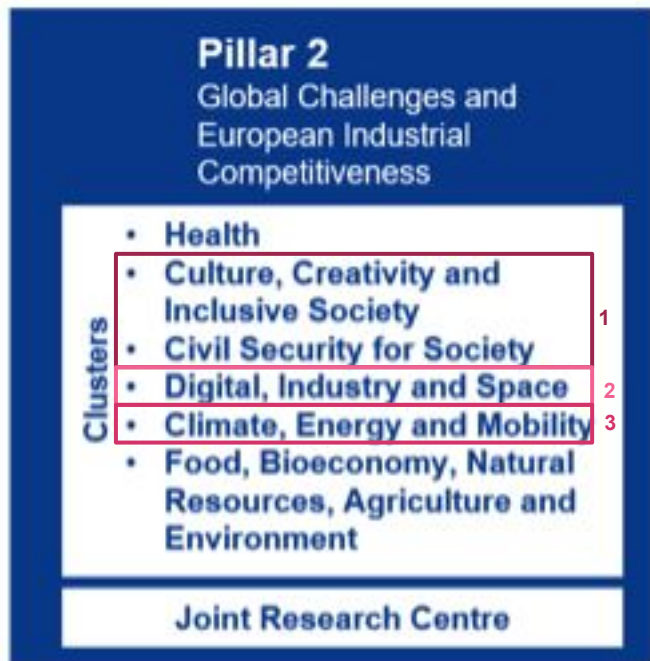 Pillar 2
Global Challenges and
European Industrial
Competitiveness
Clusters
• Health
• Culture, Creativity and
Inclusive Society
• Civil Security for Society
1
• Digital, Industry and Space
2
• Climate, Energy and Mobility
3
• Food, Bioeconomy, Natural
Resources, Agriculture and
Environment
Joint Research Centre